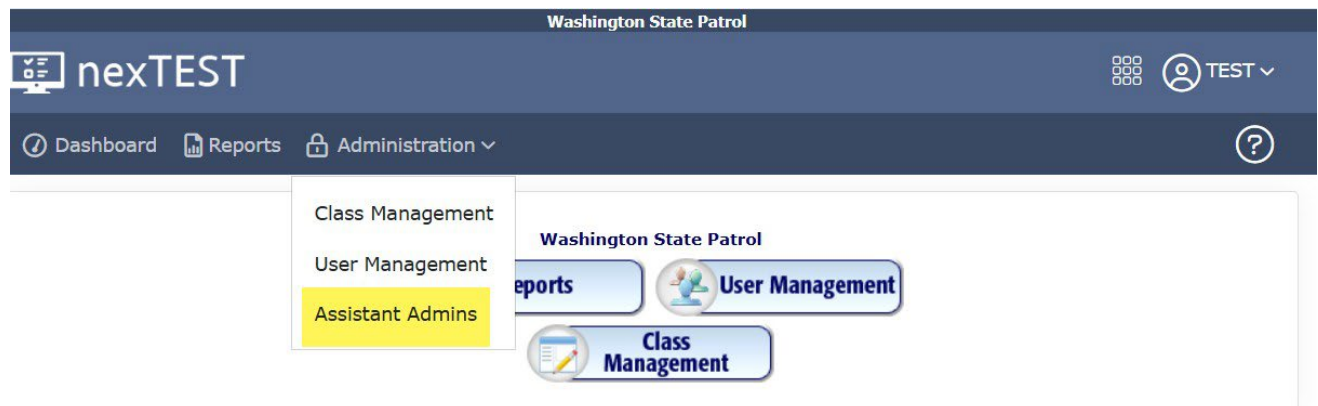 Washington State Patrol
nexTEST
TEST
Dashboard Reports Administration
?
Class Management
User Management
Assistant Admins
Washington State Patrol
eports
User Management
Class
Management